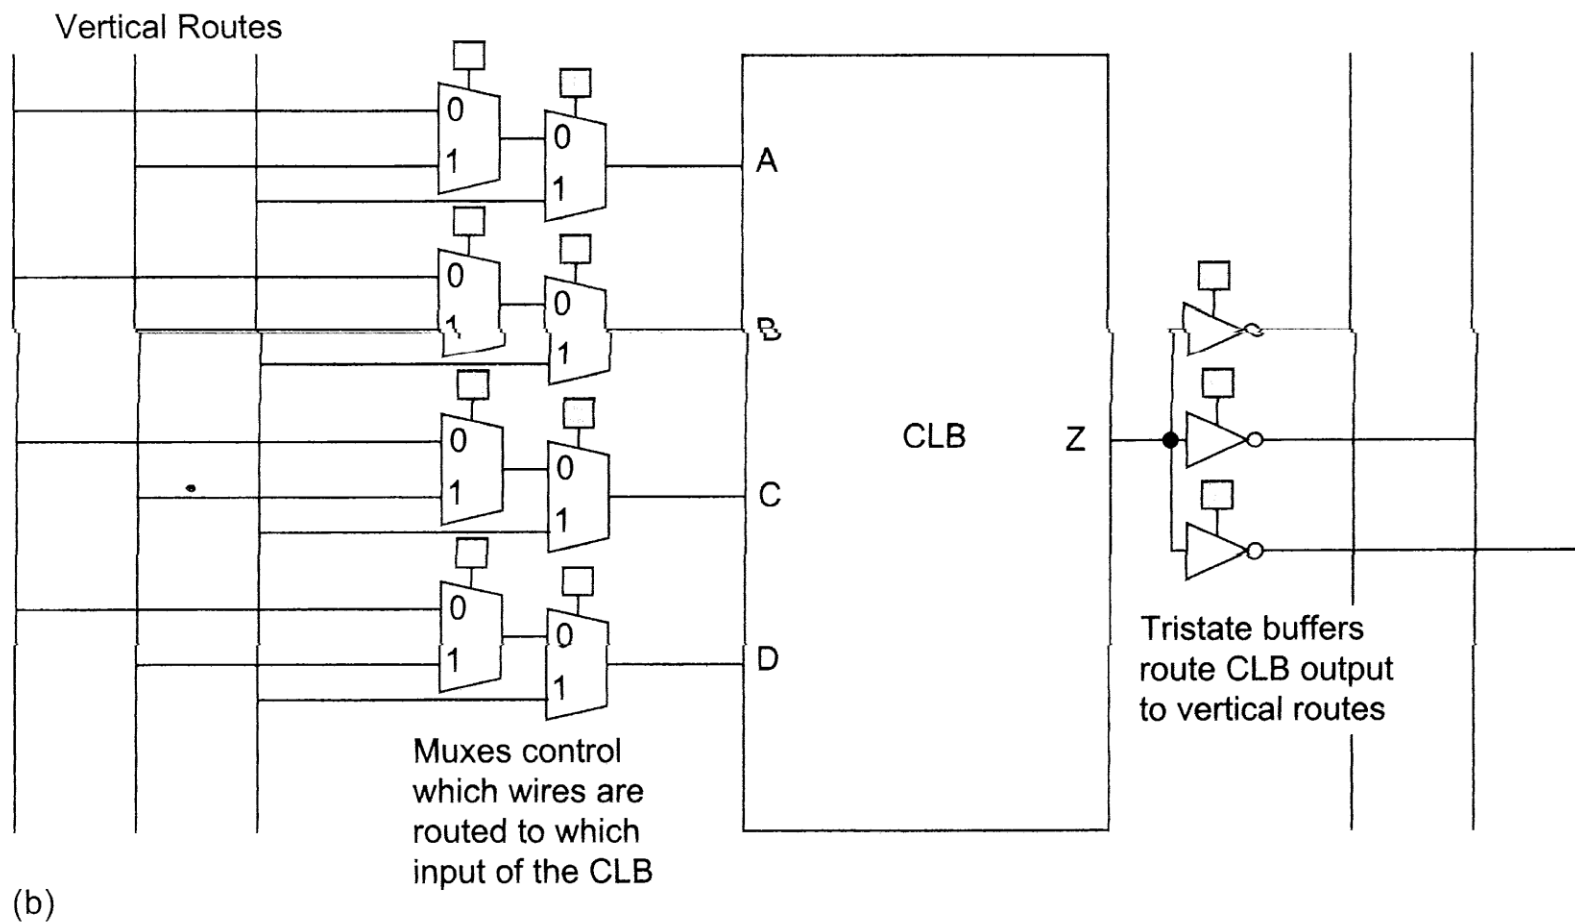 Vertical Routes
0
1
0
1
A
0
1
0
1
B
0
1
0
1
C
0
1
0
1
D
CLB
Z
Tristate buffers
route CLB output
to vertical routes
Muxes control
which wires are
routed to which
input of the CLB
(b)